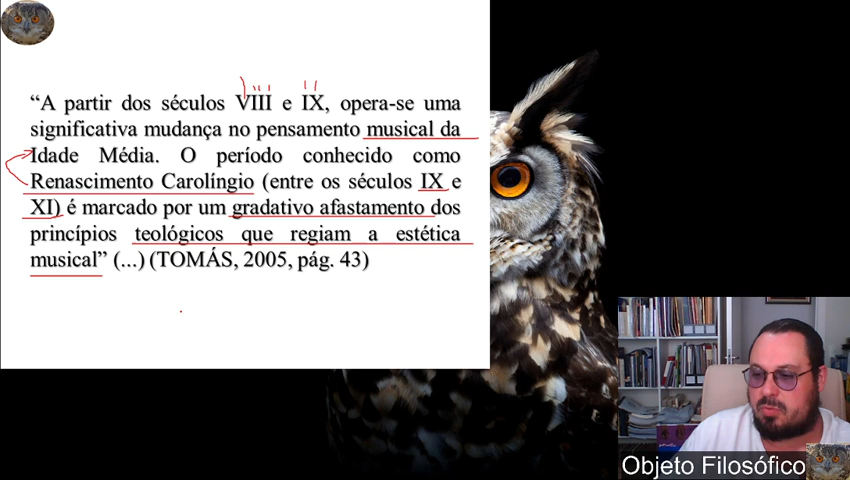 “A partir dos séculos VIII e IX, opera-se uma
significativa mudança no pensamento musical da
Idade Média. O período conhecido como
Renascimento Carolíngio (entre os séculos IX e
XI) é marcado por um gradativo afastamento dos
princípios teológicos que regiam a estética
musical” (...) (TOMÁS, 2005, pág. 43)
Objeto Filosófico